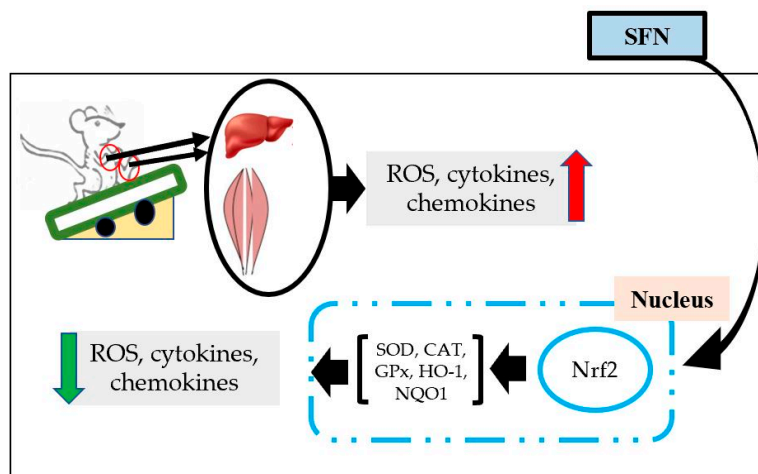 SFN
ROS, cytokines,
chemokines
Nucleus
ROS, cytokines,
chemokines
SOD, CAT,
GPx, HO-1,
NQO1
Nrf2